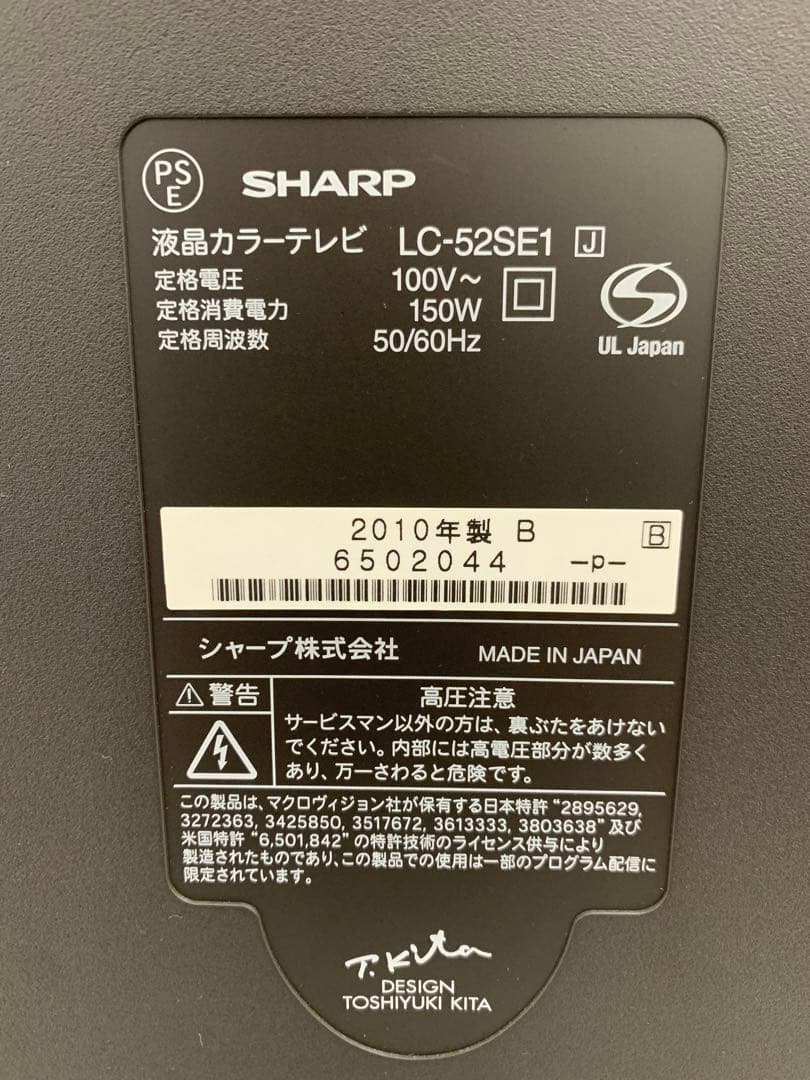 PS
E
SHARP
液晶カラーテレビ LC-52SE1 J
定格電圧 100V～
定格消費電力 150W
定格周波数 50/60Hz
UL Japan
2010年製 B
B
6502044 -p-
シャープ株式会社 MADE IN JAPAN
警告
高圧注意
サービスマン以外の方は、裏ぶたをあけない
でください。内部には高電圧部分が数多く
あり、万一さわると危険です。
この製品は、マクロヴィジョン社が保有する日本特許 “2895629,
3272363, 3425850, 3517672, 3613333, 3803638” 及び
米国特許 “6,501,842” の特許技術のライセンス供与により
製造されたものであり、この製品での使用は一部のプログラム配信に
限定されています。
T.Kita
DESIGN
TOSHIYUKI KITA